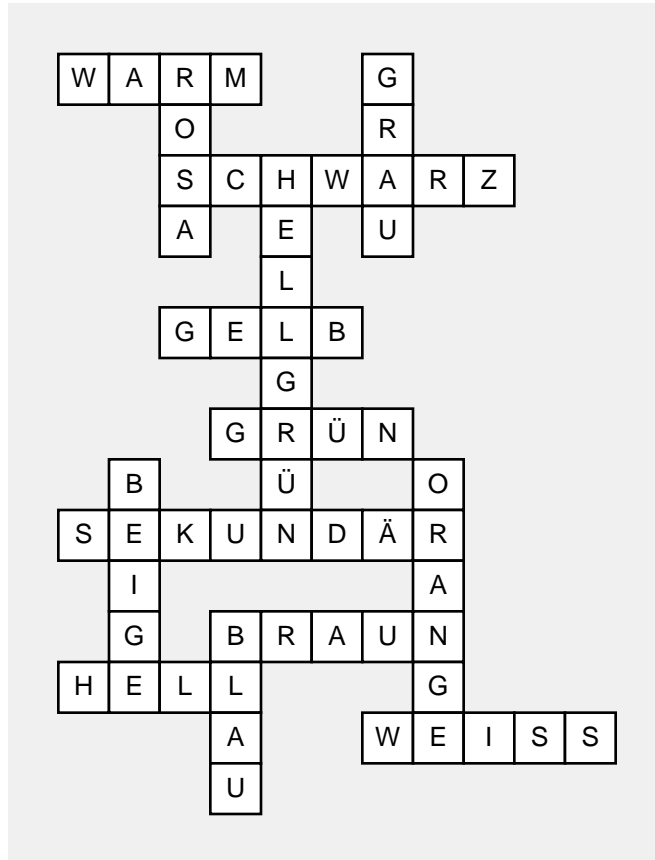 W A R M G
O R
S C H W A R Z
A E U
L
G E L B
G
G R Ü N
B Ü O
S E K U N D Ä R
I A
G B R A U N
H E L L G
A W E I S S
U